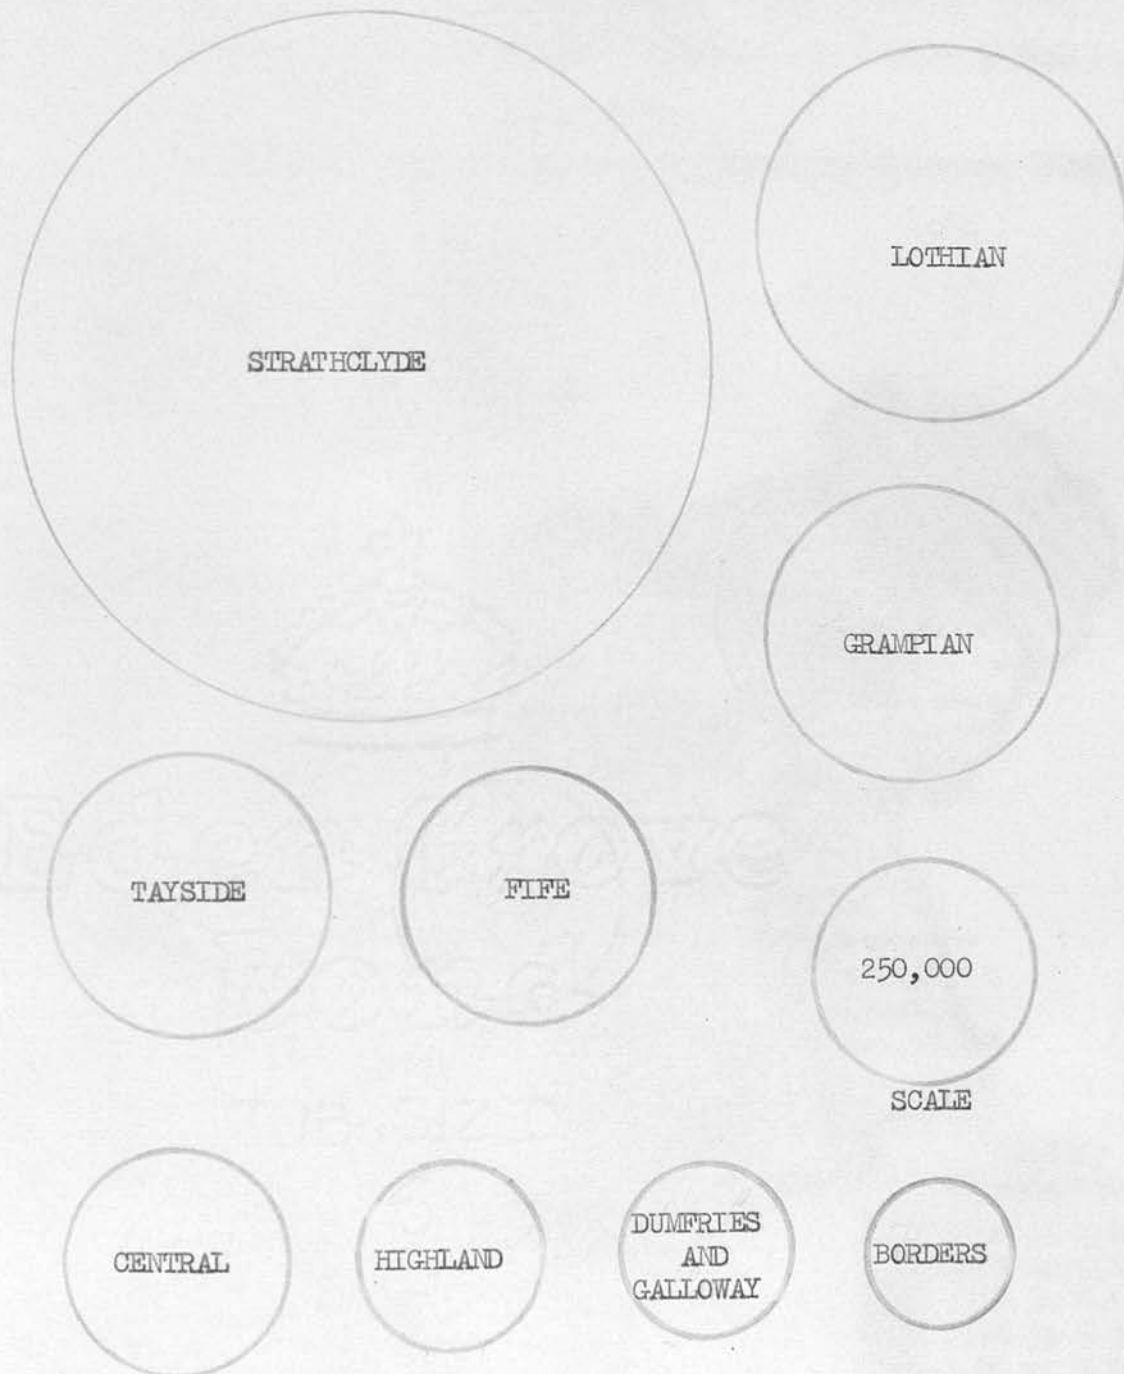 LOTHIAN
STRATHCLYDE
GRAMPIAN
TAYSIDE
FIFE
250,000
SCALE
CENTRAL
HIGHLAND
DUMFRIES
AND
GALLOWAY
BORDERS